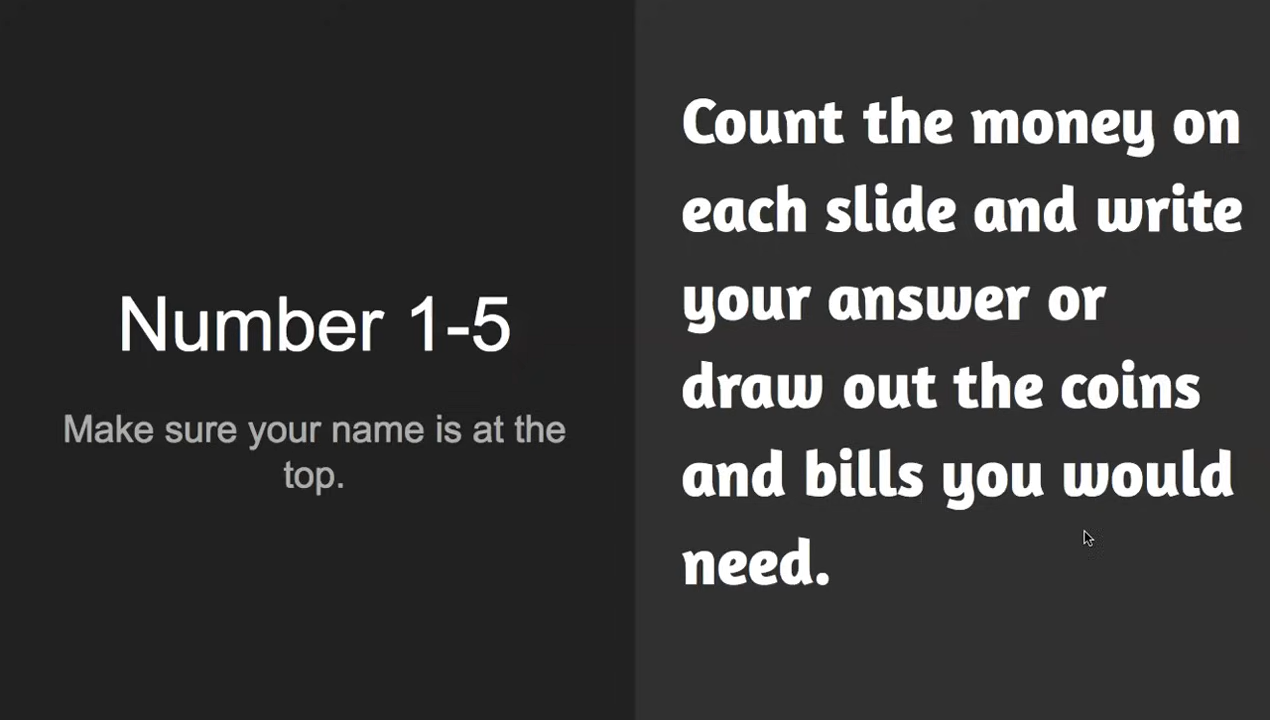 Number 1-5
Make sure your name is at the
top.
Count the money on
each slide and write
your answer or
draw out the coins
and bills you would
need.